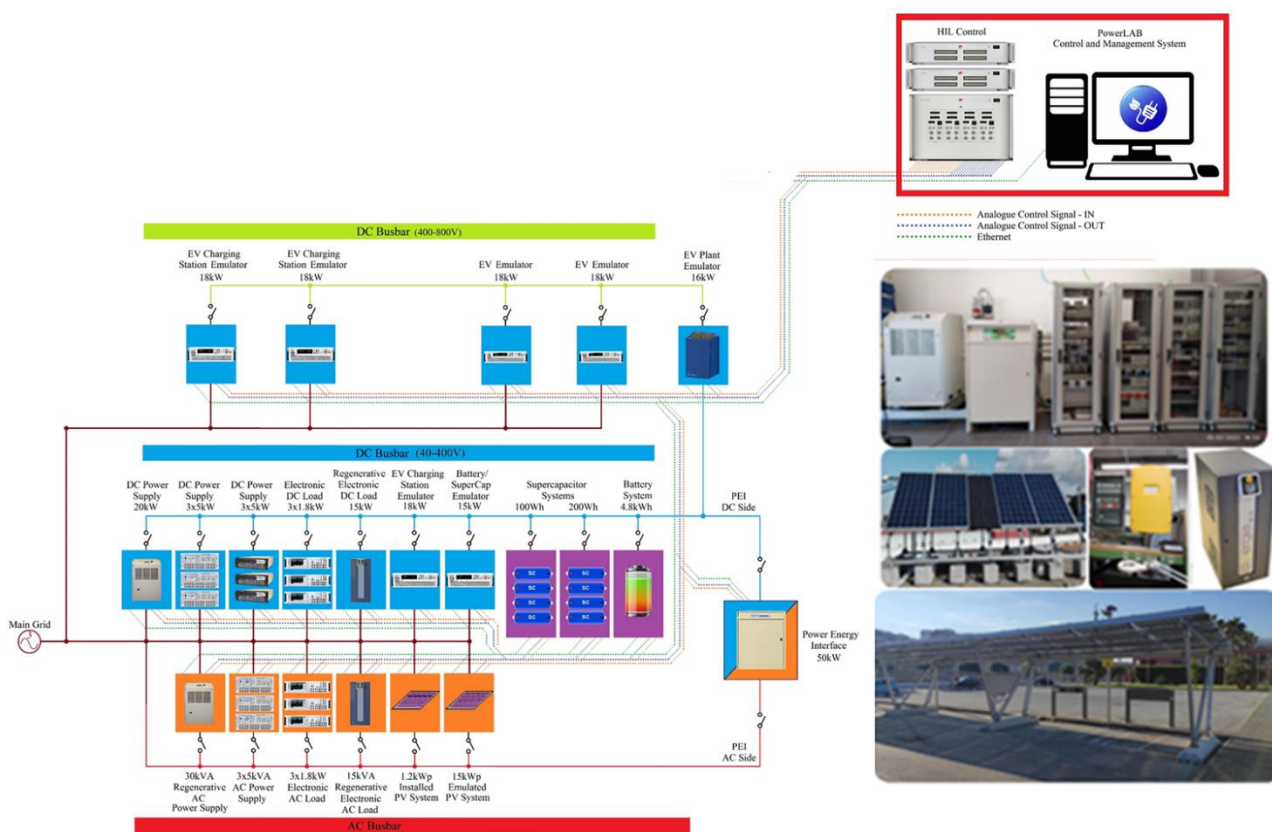 HIL Control
PowerLAB
Control and Management System
Analogue Control Signal - IN
Analogue Control Signal - OUT
Ethernet
DC Busbar (400-800V)
EV Charging
Station Emulator
18kW
EV Charging
Station Emulator
18kW
EV Emulator
18kW
EV Emulator
18kW
EV Plant
Emulator
16kW
DC Busbar (40-400V)
DC Power
Supply
20kW
DC Power
Supply
3x5kW
DC Power
Supply
3x5kW
Electronic
DC Load
3x1.8kW
Regenerative
Electronic
DC Load
15kW
EV Charging
Station
Emulator
18kW
Battery/
SuperCap
Emulator
15kW
Supercapacitor
Systems
100Wh
200Wh
Battery
System
4.8kWh
PEI
DC Side
SC
SC
SC
SC
SC
SC
SC
SC
Main Grid
Power Energy
Interface
50kW
PEI
AC Side
30kVA
Regenerative
AC
Power Supply
3x5kVA
AC Power
Supply
3x1.8kW
Electronic
AC Load
15kVA
Regenerative
Electronic
AC Load
1.2kWp
Installed
PV System
15kWp
Emulated
PV System
AC Busbar